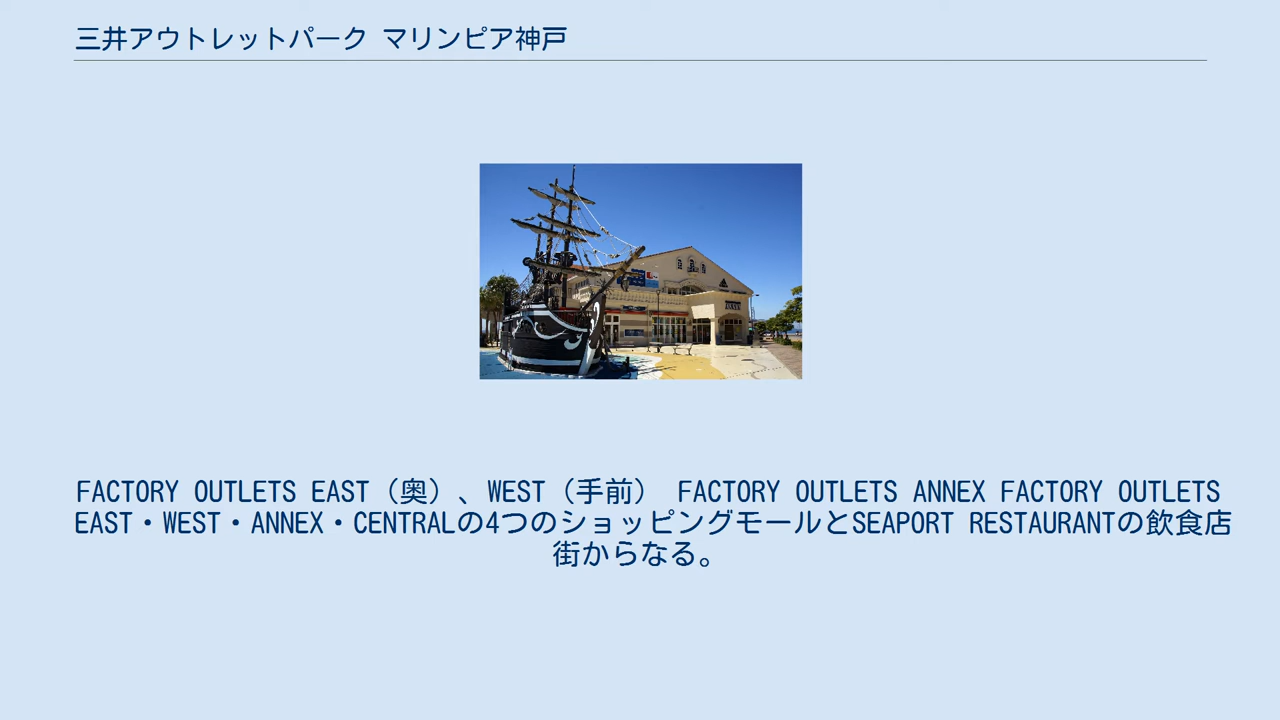 三井アウトレットパーク マリンピア神戸
FACTORY OUTLETS EAST（奥）、WEST（手前） FACTORY OUTLETS ANNEX FACTORY OUTLETS
EAST・WEST・ANNEX・CENTRALの4つのショッピングモールとSEAPORT RESTAURANTの飲食店
街からなる。